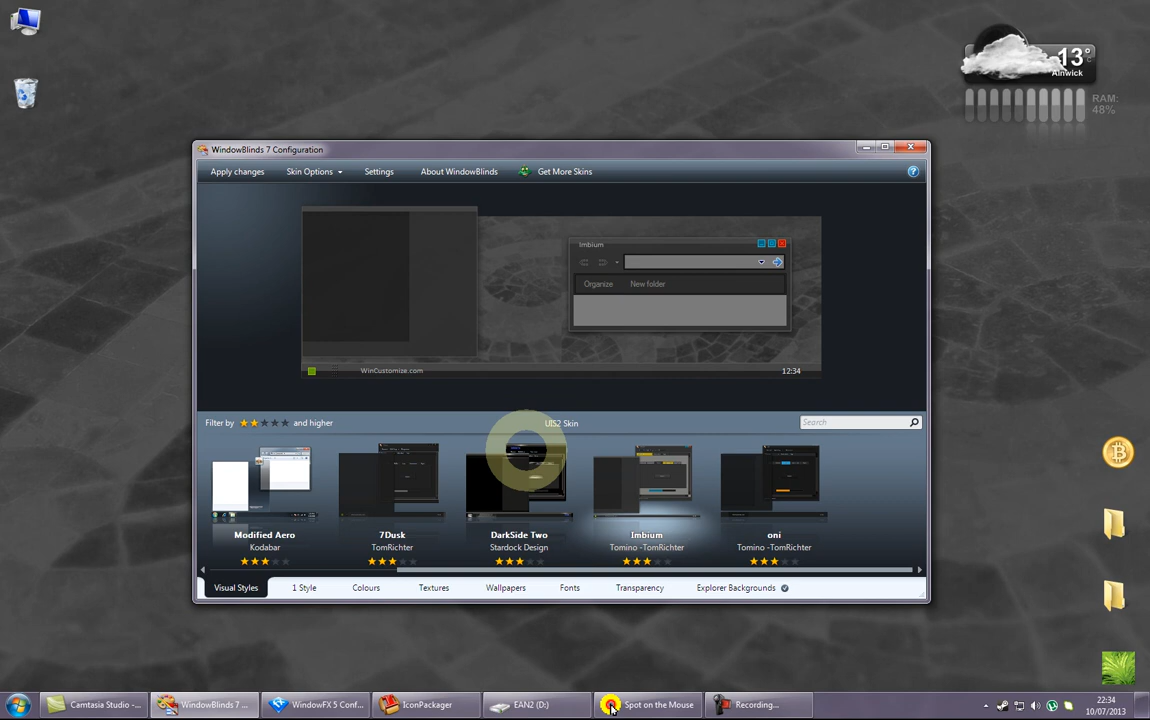 13°
Alnwick
RAM:
48%
WindowBlinds 7 Configuration
Apply changes
Skin Options
Settings
About WindowBlinds
Get More Skins
Imbium
Organize
New folder
WinCustomize.com
12:34
Filter by
and higher
UIS2 Skin
Search
Modified Aero
Kodabar
7Dusk
TomRichter
DarkSide Two
Stardock Design
Imbium
Tomino -TomRichter
oni
Tomino -TomRichter
Visual Styles
1 Style
Colours
Textures
Wallpapers
Fonts
Transparency
Explorer Backgrounds
Camtasia Studio -...
WindowBlinds 7 ...
WindowFX 5 Conf...
IconPackager
EAN2 (D:)
Spot on the Mouse
Recording...
22:34
10/07/2013